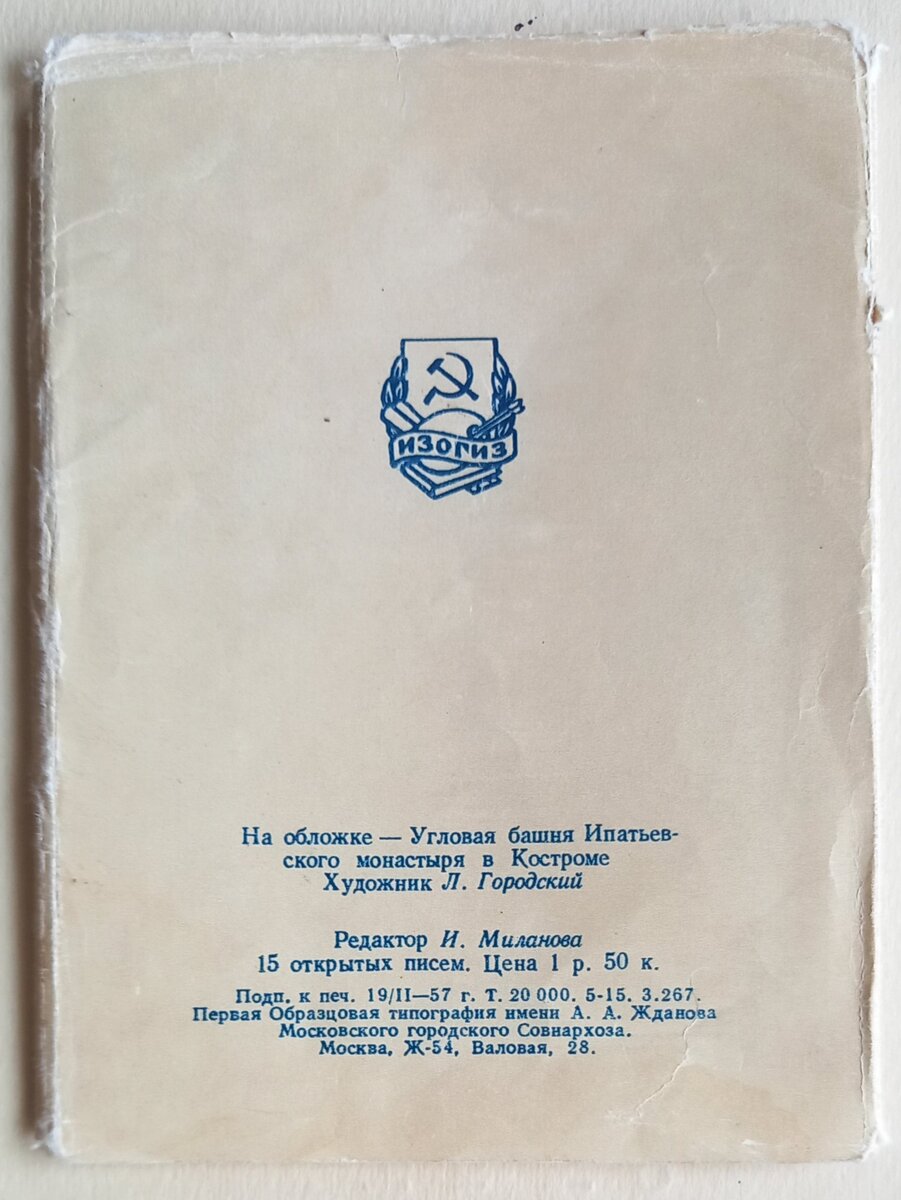 ИЗОГИЗ
На обложке — Угловая башня Ипатьев-
ского монастыря в Костроме
Художник Л. Городский
Редактор И. Миланова
15 открытых писем. Цена 1 р. 50 к.
Подп. к печ. 19/II—57 г. Т. 20 000. 5-15. З.267.
Первая Образцовая типография имени А. А. Жданова
Московского городского Совнархоза.
Москва, Ж-54, Валовая, 28.